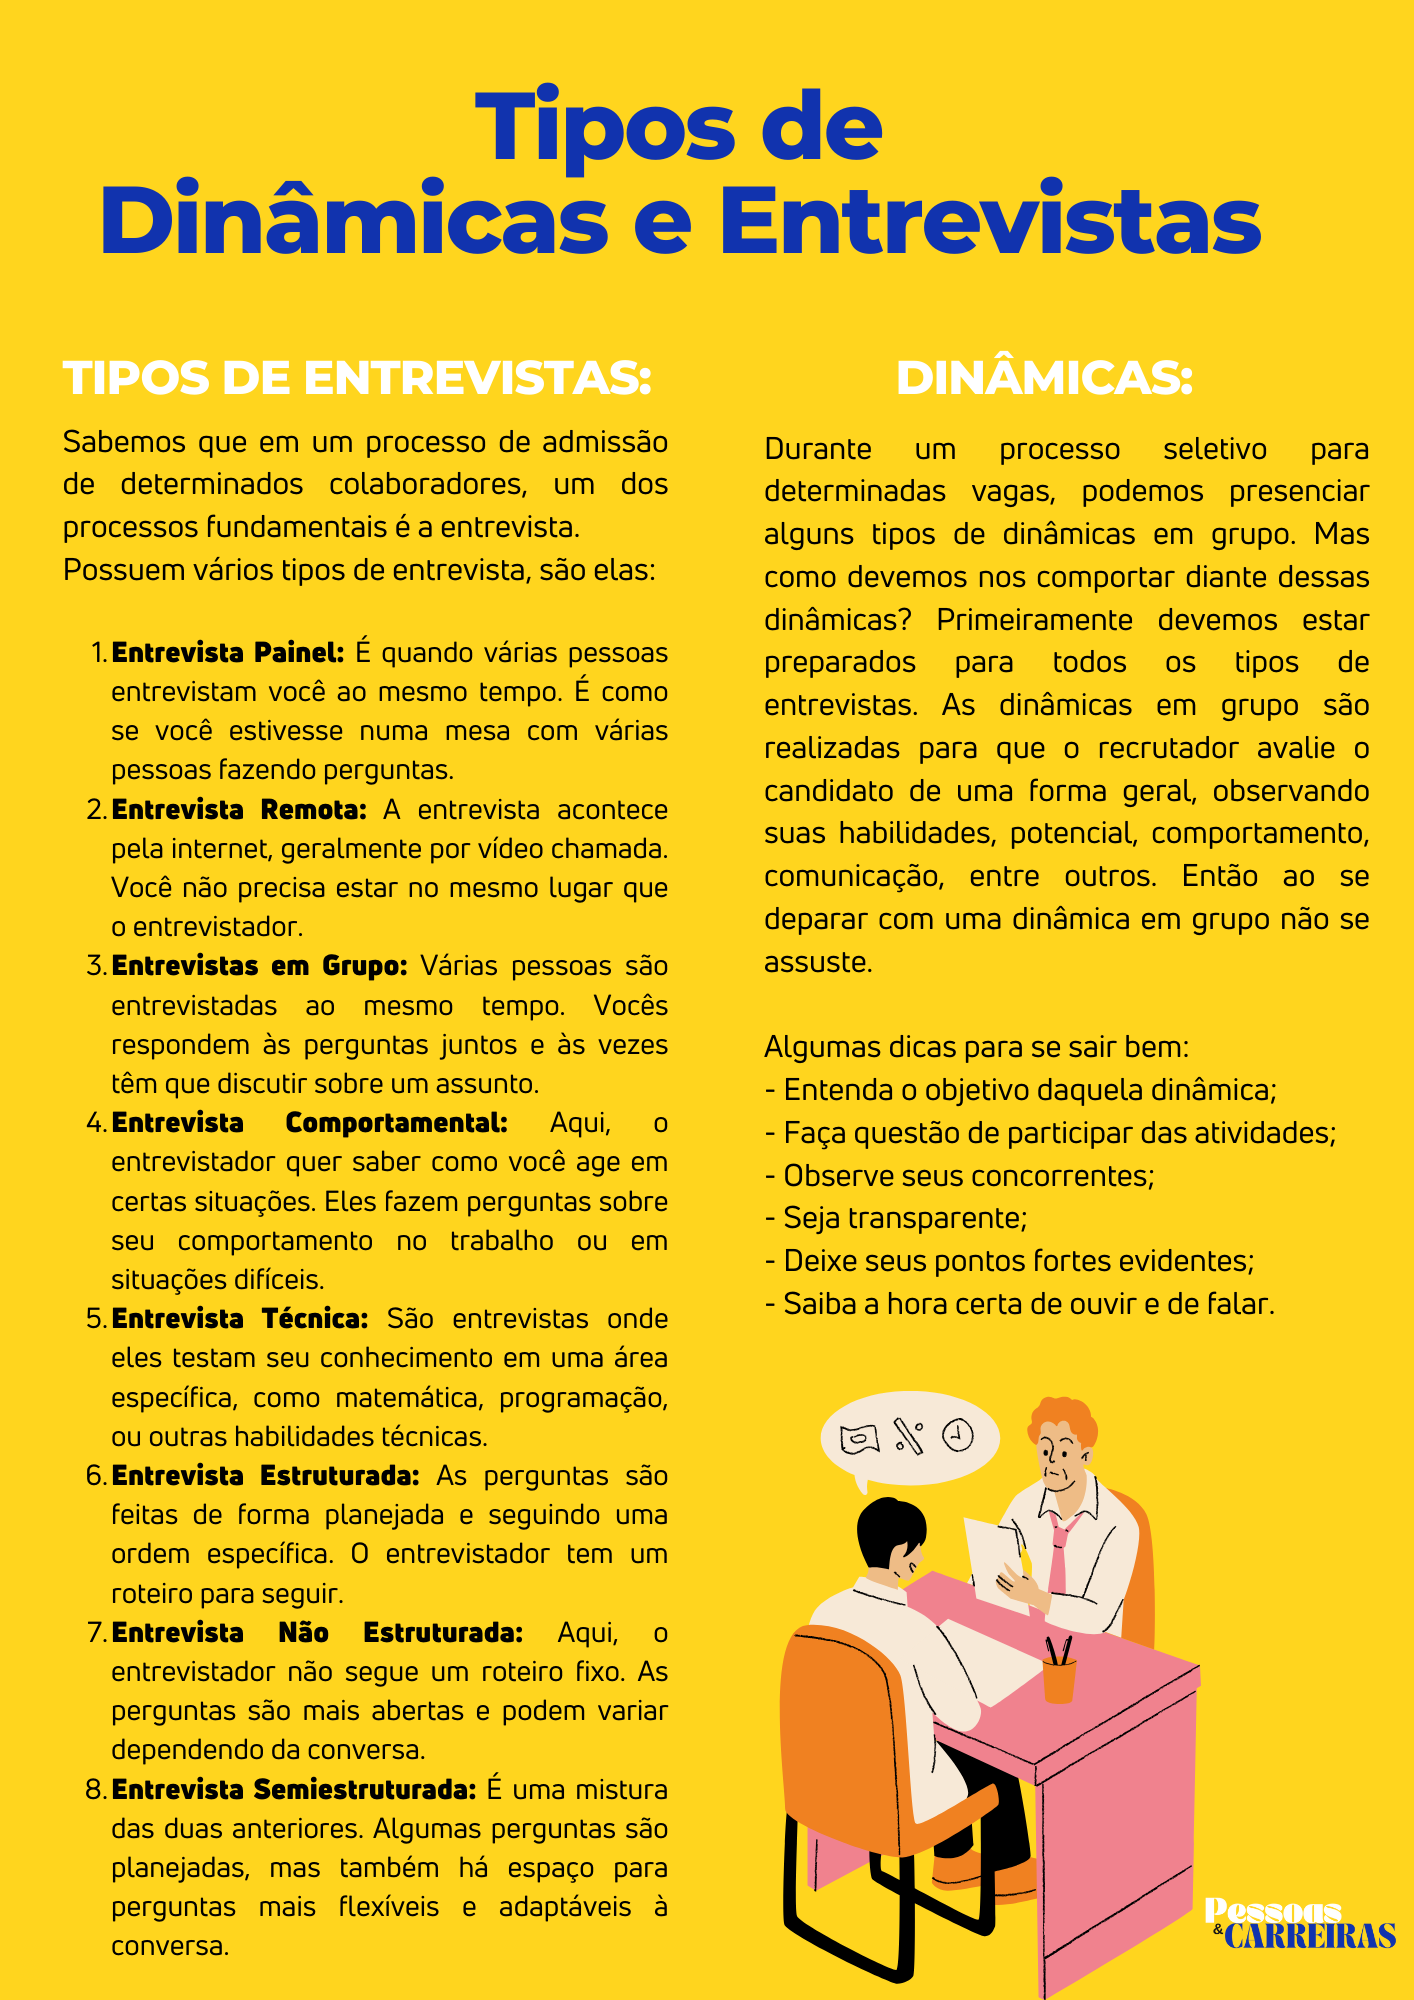 Tipos de
Dinâmicas e Entrevistas
TIPOS DE ENTREVISTAS:
Sabemos que em um processo de admissão
de determinados colaboradores, um dos
processos fundamentais é a entrevista.
Possuem vários tipos de entrevista, são elas:
1. Entrevista Painel: É quando várias pessoas
entrevistam você ao mesmo tempo. É como
se você estivesse numa mesa com várias
pessoas fazendo perguntas.
2. Entrevista Remota: A entrevista acontece
pela internet, geralmente por vídeo chamada.
Você não precisa estar no mesmo lugar que
o entrevistador.
3. Entrevistas em Grupo: Várias pessoas são
entrevistadas ao mesmo tempo. Vocês
respondem às perguntas juntos e às vezes
têm que discutir sobre um assunto.
4. Entrevista Comportamental: Aqui, o
entrevistador quer saber como você age em
certas situações. Eles fazem perguntas sobre
seu comportamento no trabalho ou em
situações difíceis.
5. Entrevista Técnica: São entrevistas onde
eles testam seu conhecimento em uma área
específica, como matemática, programação,
ou outras habilidades técnicas.
6. Entrevista Estruturada: As perguntas são
feitas de forma planejada e seguindo uma
ordem específica. O entrevistador tem um
roteiro para seguir.
7. Entrevista Não Estruturada: Aqui, o
entrevistador não segue um roteiro fixo. As
perguntas são mais abertas e podem variar
dependendo da conversa.
8. Entrevista Semiestruturada: É uma mistura
das duas anteriores. Algumas perguntas são
planejadas, mas também há espaço para
perguntas mais flexíveis e adaptáveis à
conversa.
DINÂMICAS:
Durante um processo seletivo para
determinadas vagas, podemos presenciar
alguns tipos de dinâmicas em grupo. Mas
como devemos nos comportar diante dessas
dinâmicas? Primeiramente devemos estar
preparados para todos os tipos de
entrevistas. As dinâmicas em grupo são
realizadas para que o recrutador avalie o
candidato de uma forma geral, observando
suas habilidades, potencial, comportamento,
comunicação, entre outros. Então ao se
deparar com uma dinâmica em grupo não se
assuste.
Algumas dicas para se sair bem:
- Entenda o objetivo daquela dinâmica;
- Faça questão de participar das atividades;
- Observe seus concorrentes;
- Seja transparente;
- Deixe seus pontos fortes evidentes;
- Saiba a hora certa de ouvir e de falar.
Pessoas
&CARREIRAS